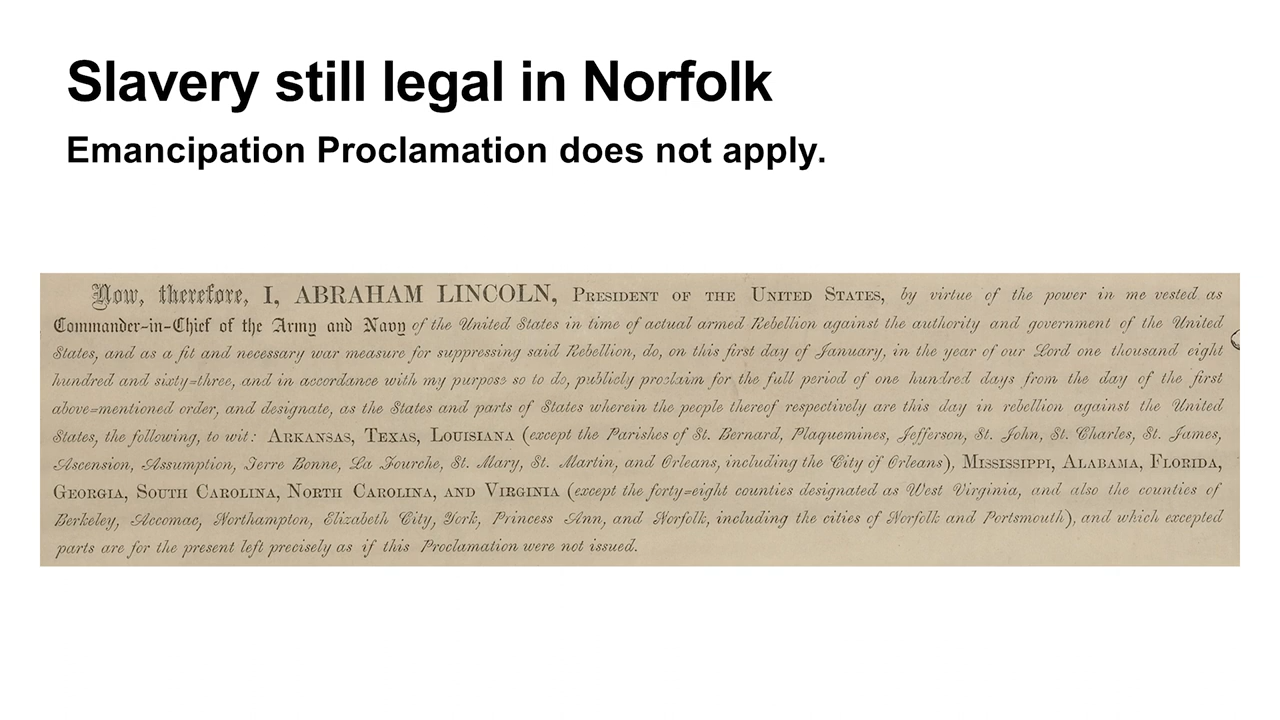 Slavery still legal in Norfolk
Emancipation Proclamation does not apply.
Now, therefore, I, ABRAHAM LINCOLN, PRESIDENT OF THE UNITED STATES, by virtue of the power in me vested as
Commander-in-Chief of the Army and Navy of the United States in time of actual armed Rebellion against the authority and government of the United
States, and as a fit and necessary war measure for suppressing said Rebellion, do, on this first day of January, in the year of our Lord one thousand eight
hundred and sixty=three, and in accordance with my purpose so to do, publicly proclaim for the full period of one hundred days from the day of the first
above=mentioned order, and designate, as the States and parts of States wherein the people thereof respectively are this day in rebellion against the United
States, the following, to wit: ARKANSAS, TEXAS, LOUISIANA (except the Parishes of St. Bernard, Plaquemines, Jefferson, St. John, St. Charles, St. James,
Ascension, Assumption, Terre Bonne, La Fourche, St. Mary, St. Martin, and Orleans, including the City of Orleans), MISSISSIPPI, ALABAMA, FLORIDA,
GEORGIA, SOUTH CAROLINA, NORTH CAROLINA, AND VIRGINIA (except the forty=eight counties designated as West Virginia, and also the counties of
Berkeley, Accomac, Northampton, Elizabeth City, York, Princess Ann, and Norfolk, including the cities of Norfolk and Portsmouth), and which excepted
parts are for the present left precisely as if this Proclamation were not issued.